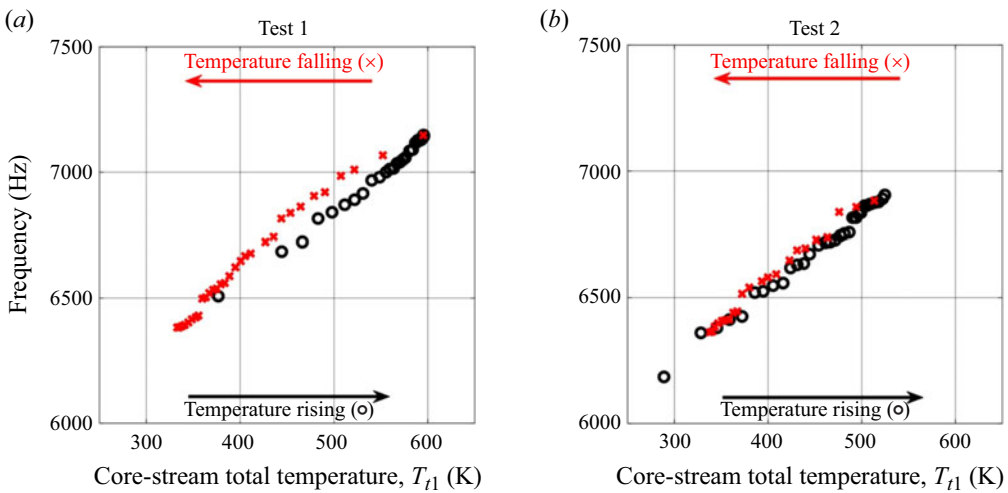 (a)
Test 1
7500
Temperature falling (×)
7000
6500
6000
Frequency (Hz)
Temperature rising (o)
300 400 500 600
Core-stream total temperature, Tt1 (K)
(b)
Test 2
7500
Temperature falling (×)
7000
6500
6000
Temperature rising (o)
300 400 500 600
Core-stream total temperature, Tt1 (K)